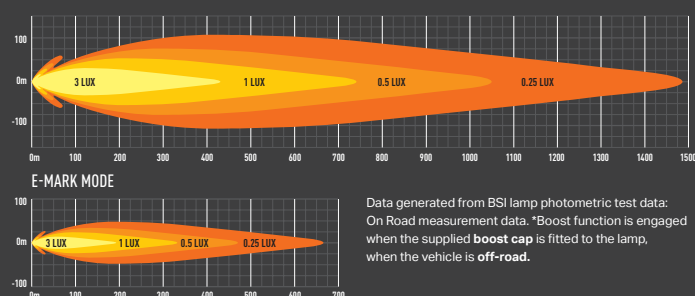 100
3 LUX 1 LUX 0.5 LUX 0.25 LUX
0m
-100
0m 100 200 300 400 500 600 700 800 900 1000 1100 1200 1300 1400 1500
E-MARK MODE
100
3 LUX 1 LUX 0.5 LUX 0.25 LUX
0m
-100
0m 100 200 300 400 500 600 700
Data generated from BSI lamp photometric test data:
On Road measurement data. *Boost function is engaged
when the supplied boost cap is fitted to the lamp,
when the vehicle is off-road.